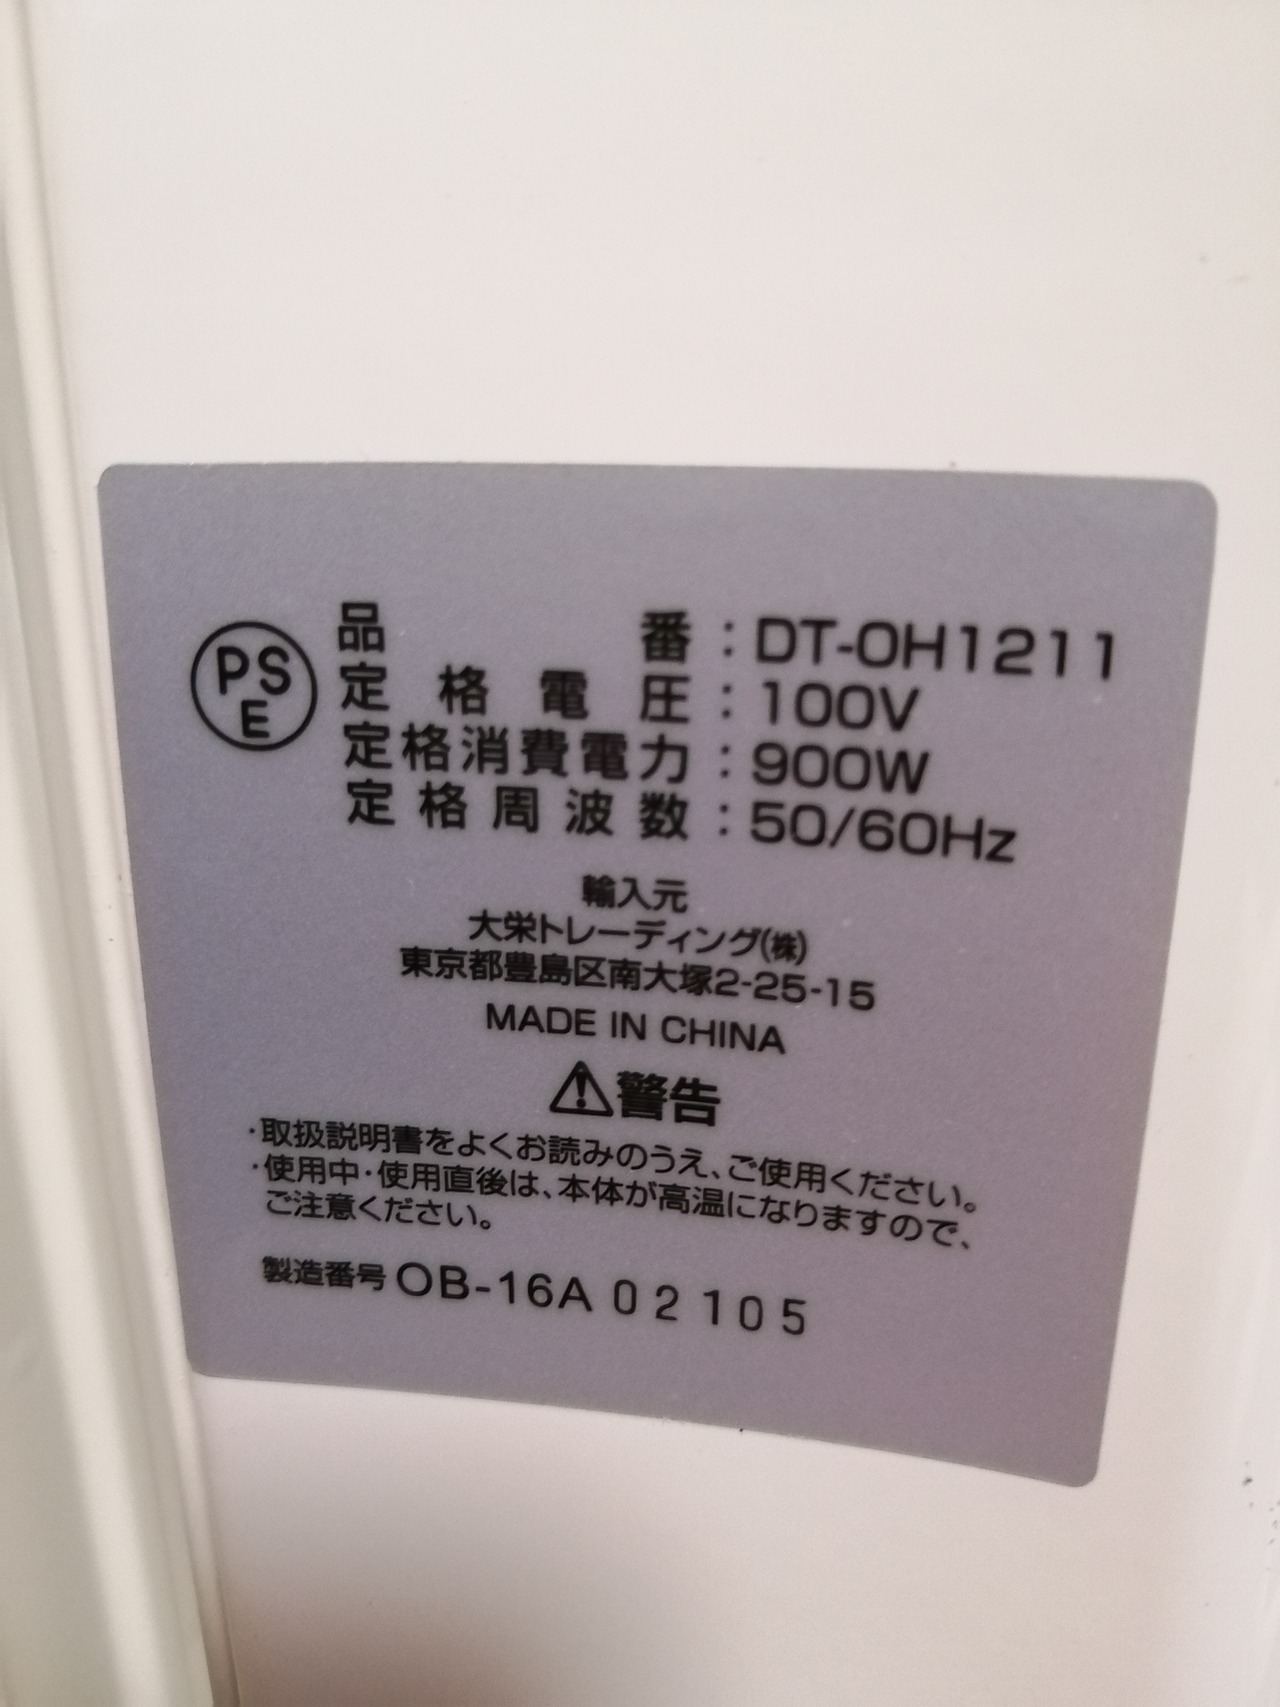 PS
E
品番:DT-OH1211
定格電圧:100V
定格消費電力:900W
定格周波数:50/60Hz
輸入元
大栄トレーディング(株)
東京都豊島区南大塚2-25-15
MADE IN CHINA
⚠警告
・取扱説明書をよくお読みのうえ、ご使用ください。
・使用中・使用直後は、本体が高温になりますので、
ご注意ください。
製造番号 OB-16A 02105